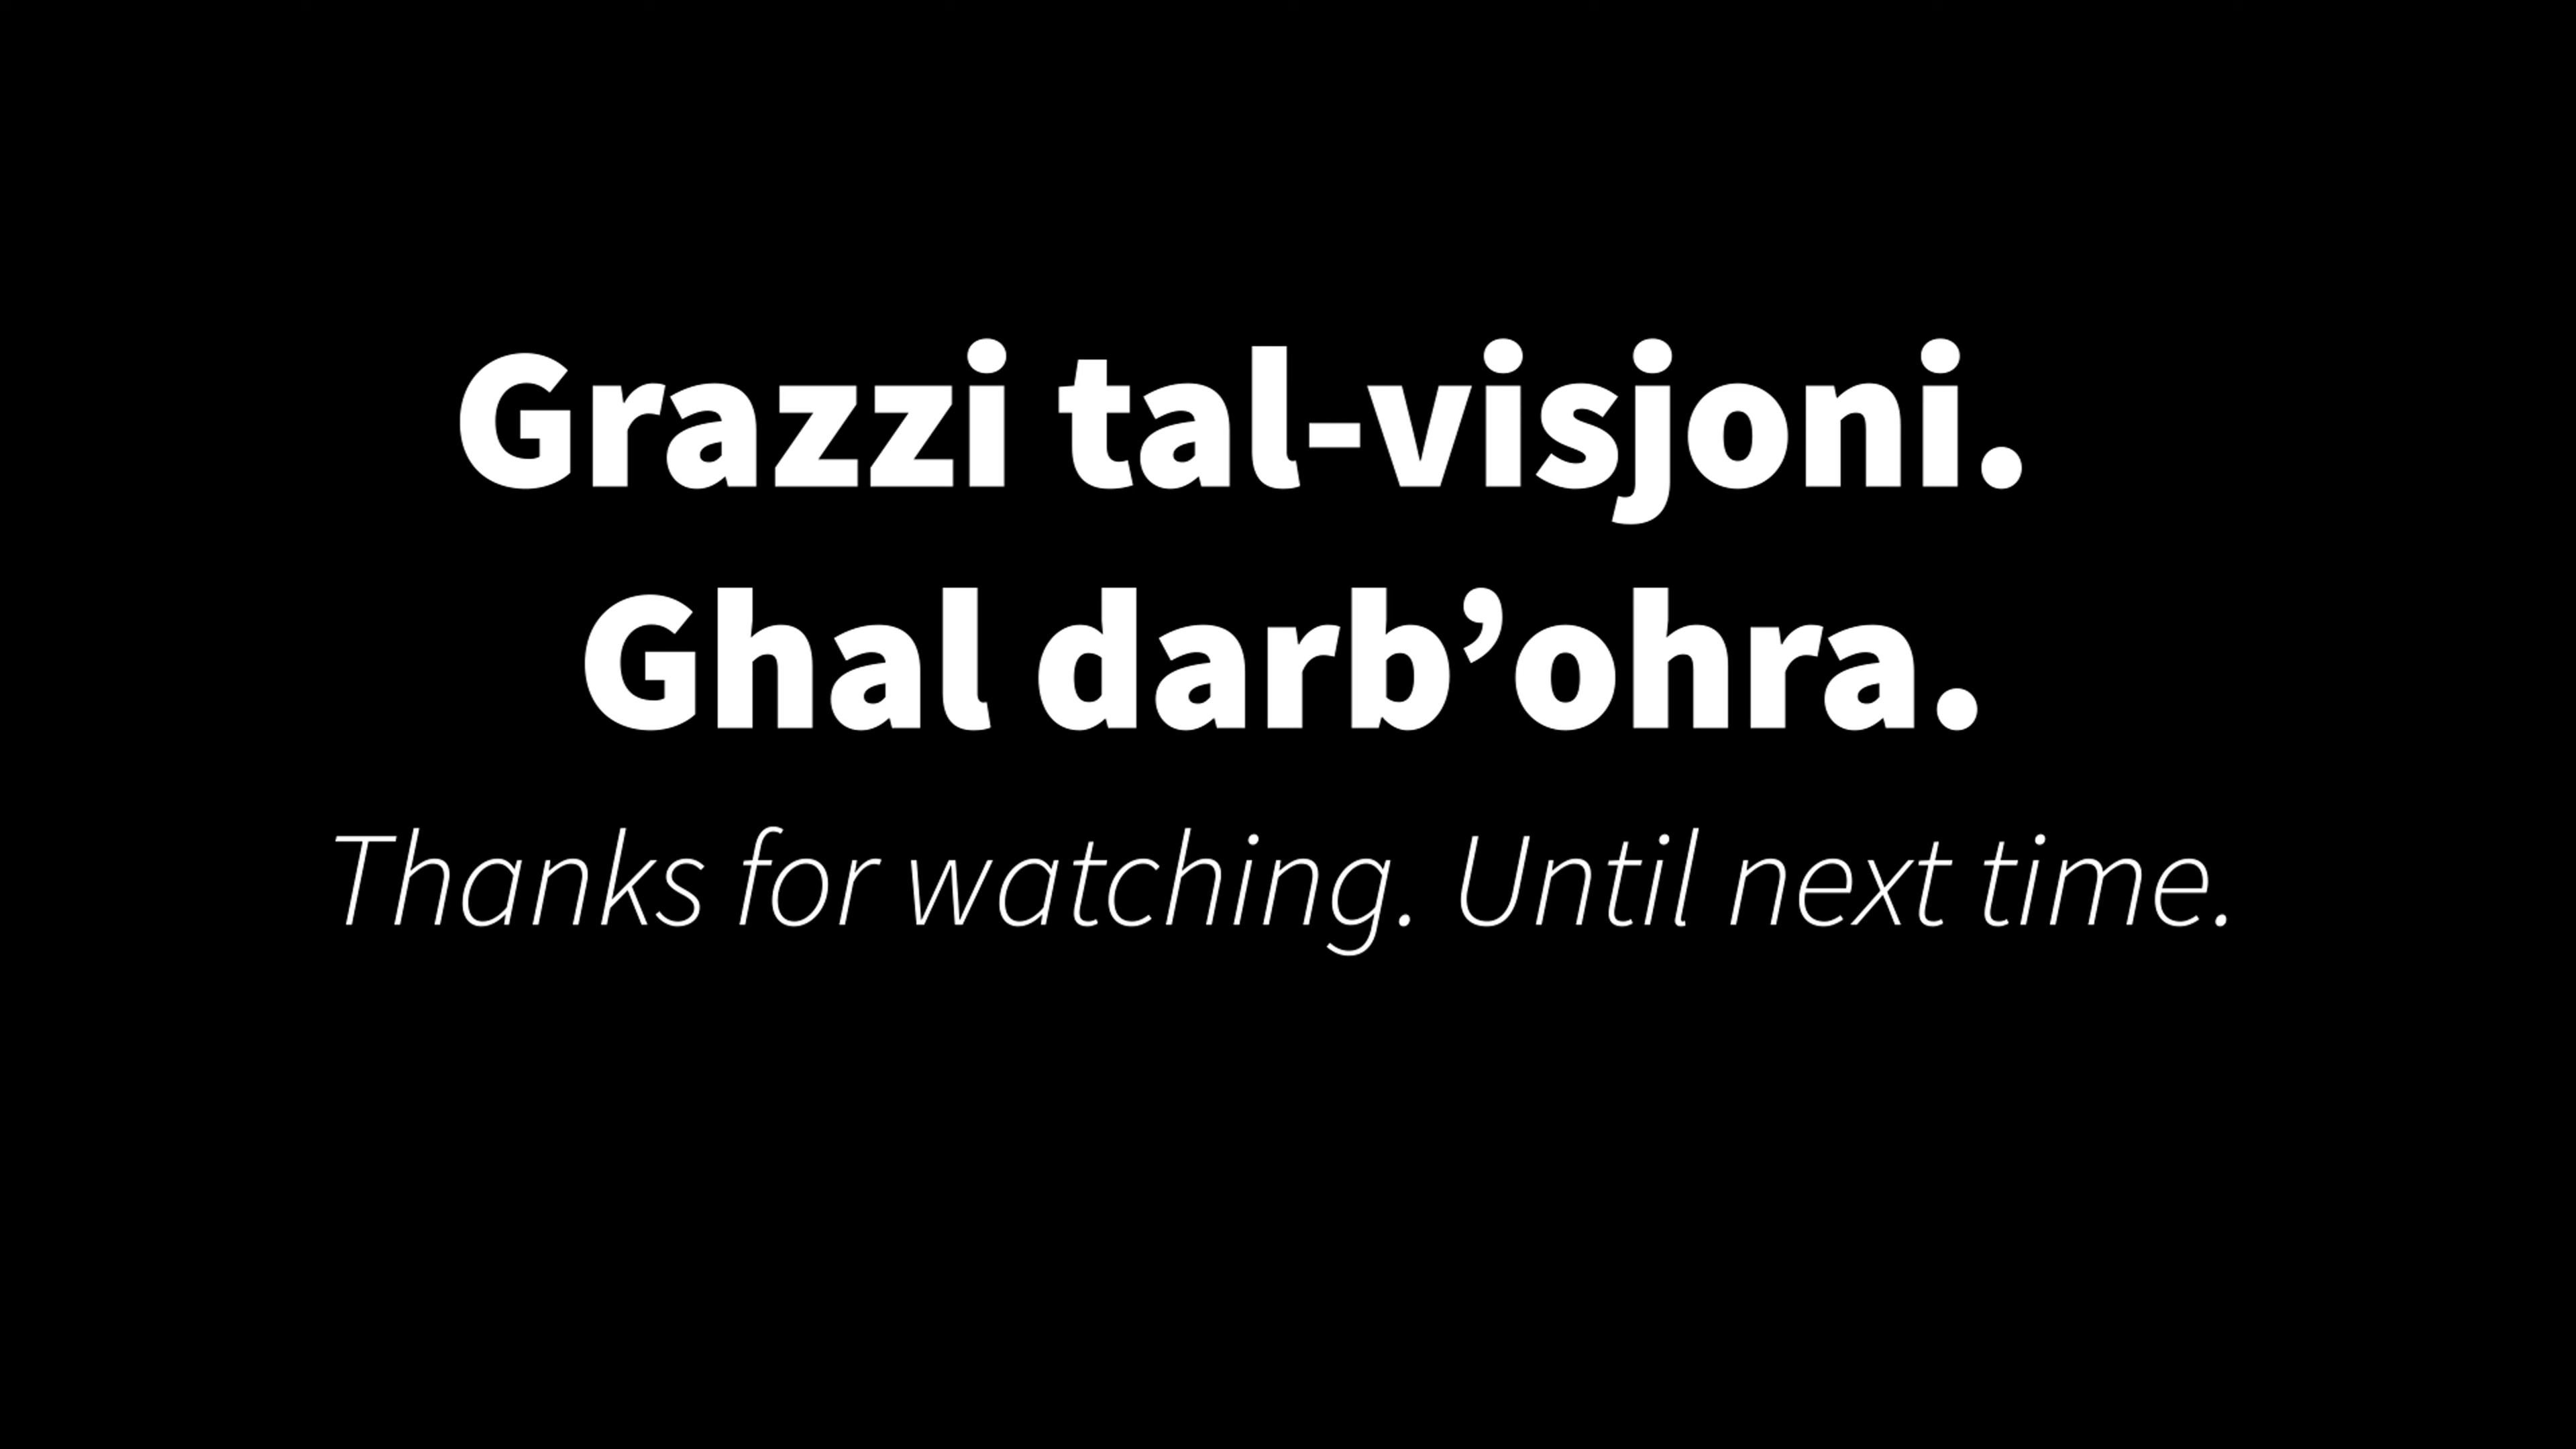 Grazzi tal-visjoni.
Ghal darb’ohra.
Thanks for watching. Until next time.